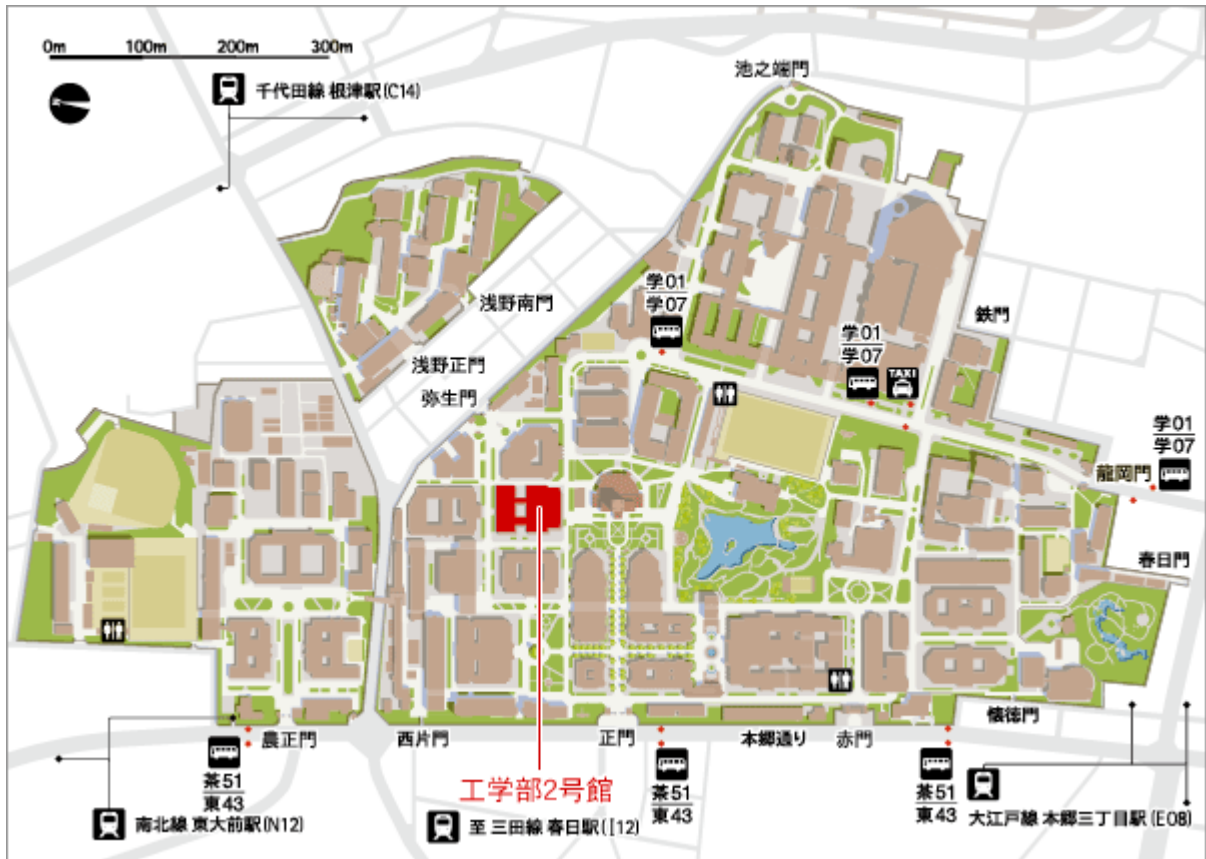 0m 100m 200m 300m
千代田線 根津駅(C14)
池之端門
浅野南門
学01
学07
鉄門
学01
学07
TAXI
浅野正門
弥生門
学01
学07
龍岡門
春日門
農正門
西片門
正門
本郷通り
赤門
懐徳門
茶51
東43
工学部2号館
茶51
東43
茶51
東43
南北線 東大前駅(N12)
至 三田線 春日駅(I12)
大江戸線 本郷三丁目駅(E08)